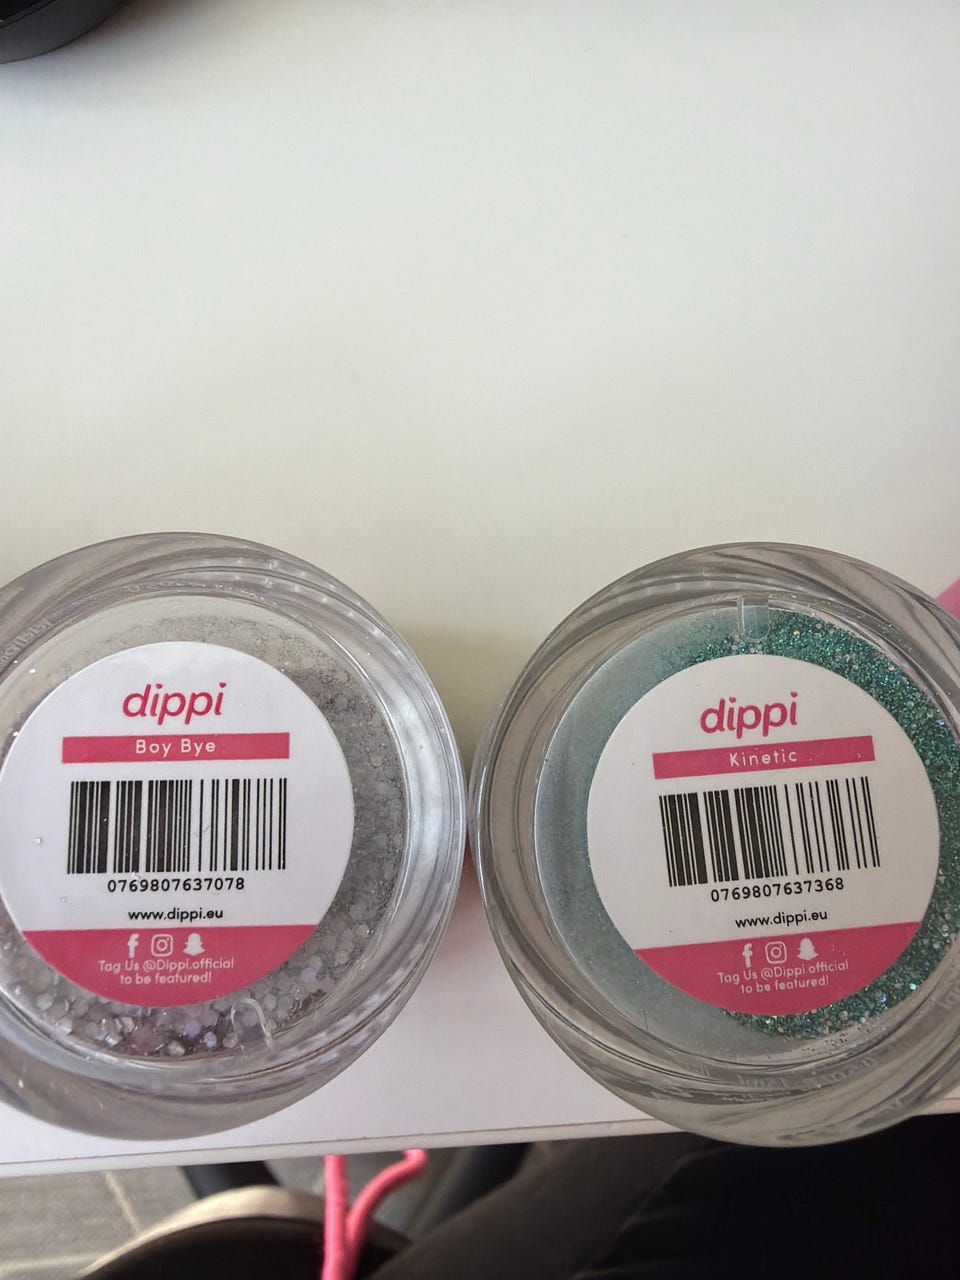 dippi
Boy Bye
0769807637078
www.dippi.eu
Tag Us @Dippi.official
to be featured!
dippi
Kinetic
0769807637368
www.dippi.eu
Tag Us @Dippi.official
to be featured!